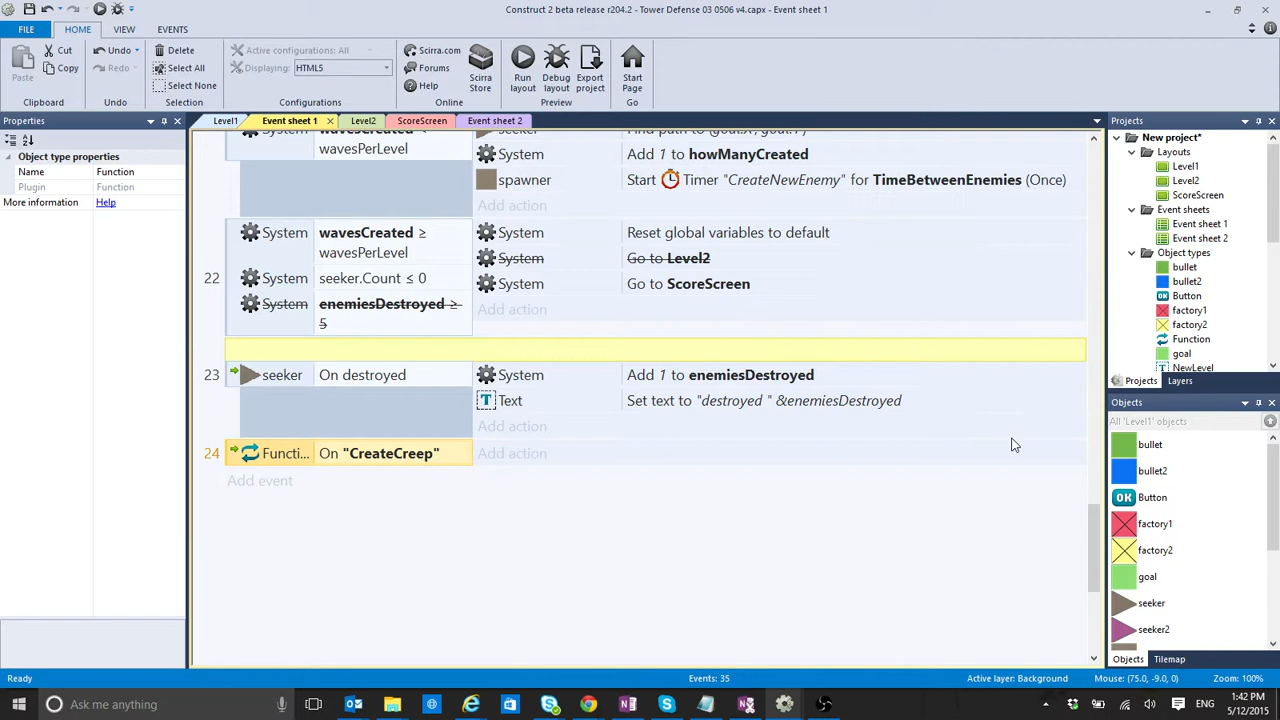 Construct 2 beta release r204.2 - Tower Defense 03 0506 v4.capx - Event sheet 1
FILE HOME VIEW EVENTS
Paste
Cut
Copy
Clipboard
Undo
Redo
Undo
Delete
Select All
Select None
Selection
Active configurations: All
Displaying: HTML5
Configurations
Scirra.com
Forums
Help
Scirra Store
Online
Run layout
Debug layout
Export project
Preview
Start Page
Go
Properties
Object type properties
Name Function
Plugin Function
More information Help
Level1 Event sheet 1 Level2 ScoreScreen Event sheet 2
System wavesCreated < wavesPerLevel
seeker Find path to (goal.X, goal.Y)
System Add 1 to howManyCreated
spawner Start Timer "CreateNewEnemy" for TimeBetweenEnemies (Once)
Add action
22
System wavesCreated ≥ wavesPerLevel
System seeker.Count ≤ 0
System enemiesDestroyed ≥ 5
System Reset global variables to default
System Go to Level2
System Go to ScoreScreen
Add action
23 seeker On destroyed System Add 1 to enemiesDestroyed
Text Set text to "destroyed " &enemiesDestroyed
Add action
24 Functi... On "CreateCreep" Add action
Add event
Projects
New project*
Layouts
Level1
Level2
ScoreScreen
Event sheets
Event sheet 1
Event sheet 2
Object types
bullet
bullet2
Button
factory1
factory2
Function
goal
NewLevel
Projects Layers
Objects
All 'Level1' objects
bullet
bullet2
OK Button
factory1
factory2
goal
seeker
seeker2
Objects Tilemap
Ready Events: 35 Active layer: Background Mouse: (75.0, -9.0, 0) Zoom: 100%
Ask me anything
ENG
1:42 PM
5/12/2015